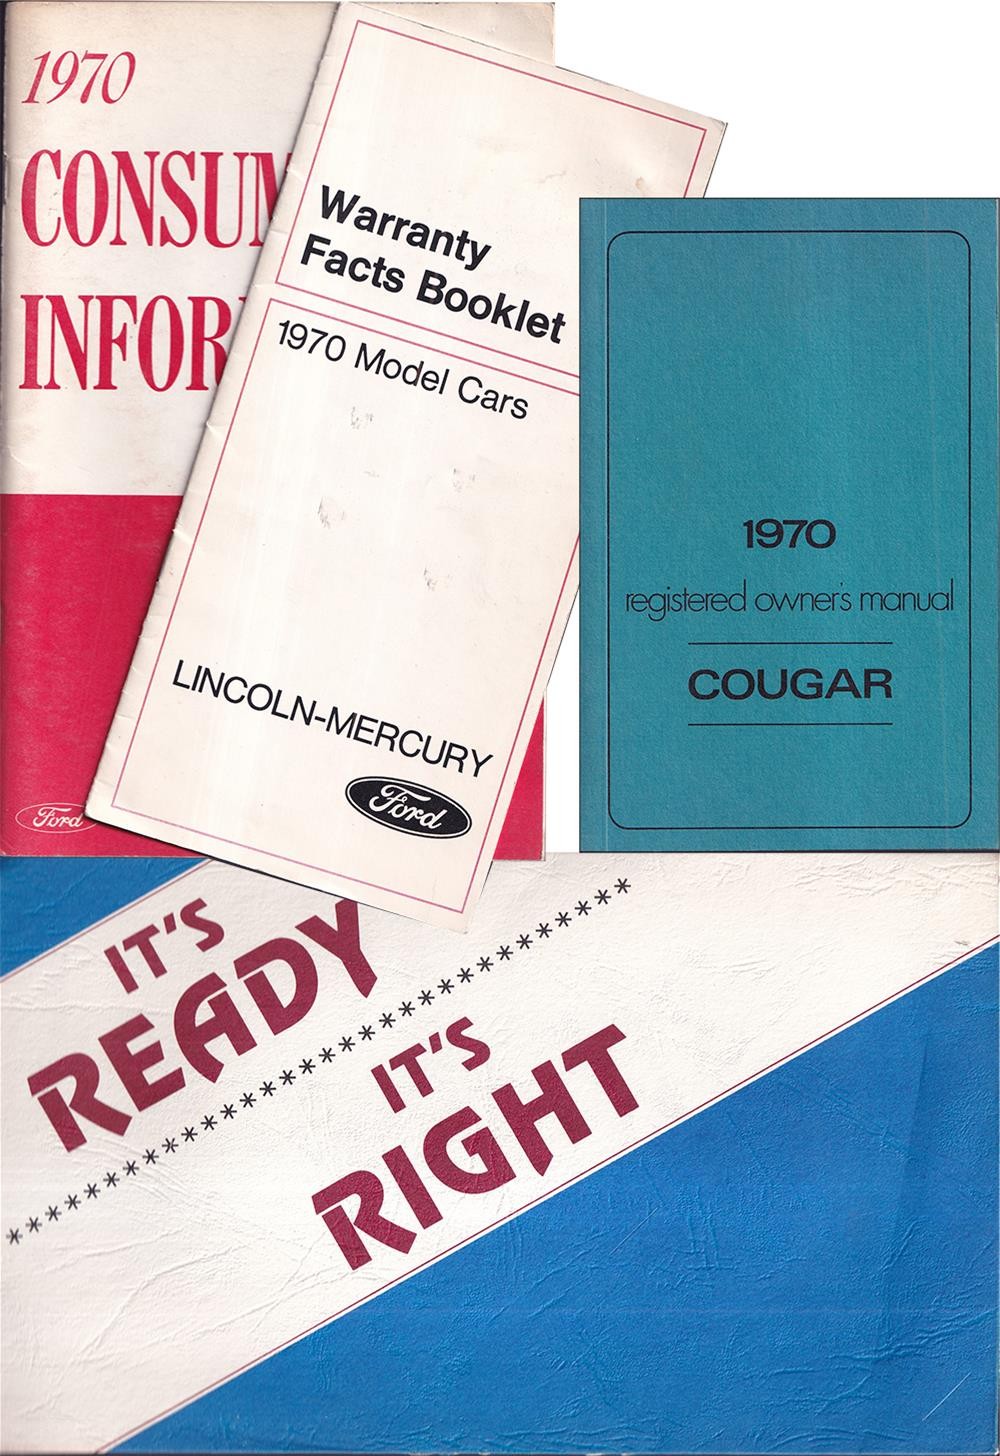 1970
CONSUM
INFOR
Ford
Warranty
Facts Booklet
1970 Model Cars
LINCOLN-MERCURY
Ford
1970
registered owner's manual
COUGAR
IT'S
READY
*****************************
IT'S
RIGHT